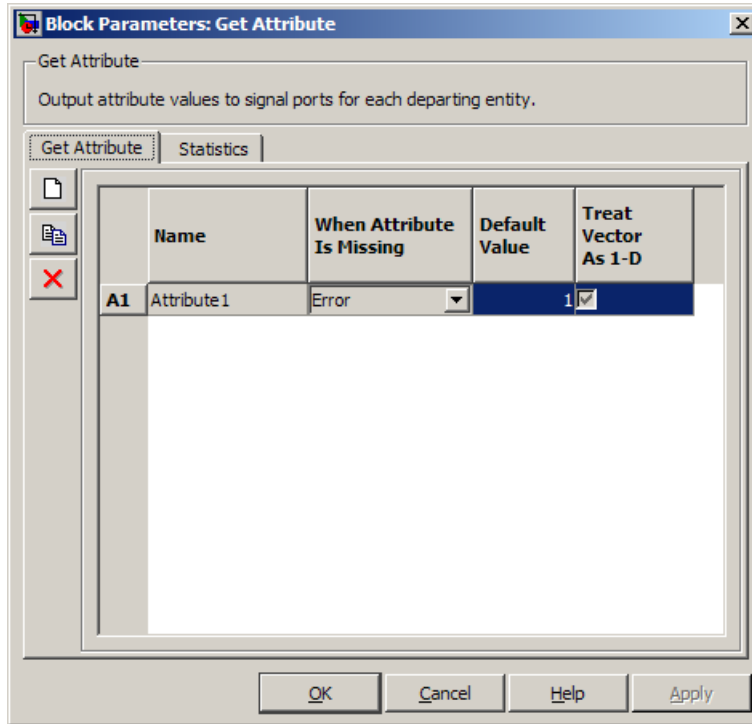 Block Parameters: Get Attribute
Get Attribute
Output attribute values to signal ports for each departing entity.
Get Attribute Statistics
Name When Attribute Is Missing Default Value Treat Vector As 1-D
A1 Attribute1 Error 1
OK Cancel Help Apply